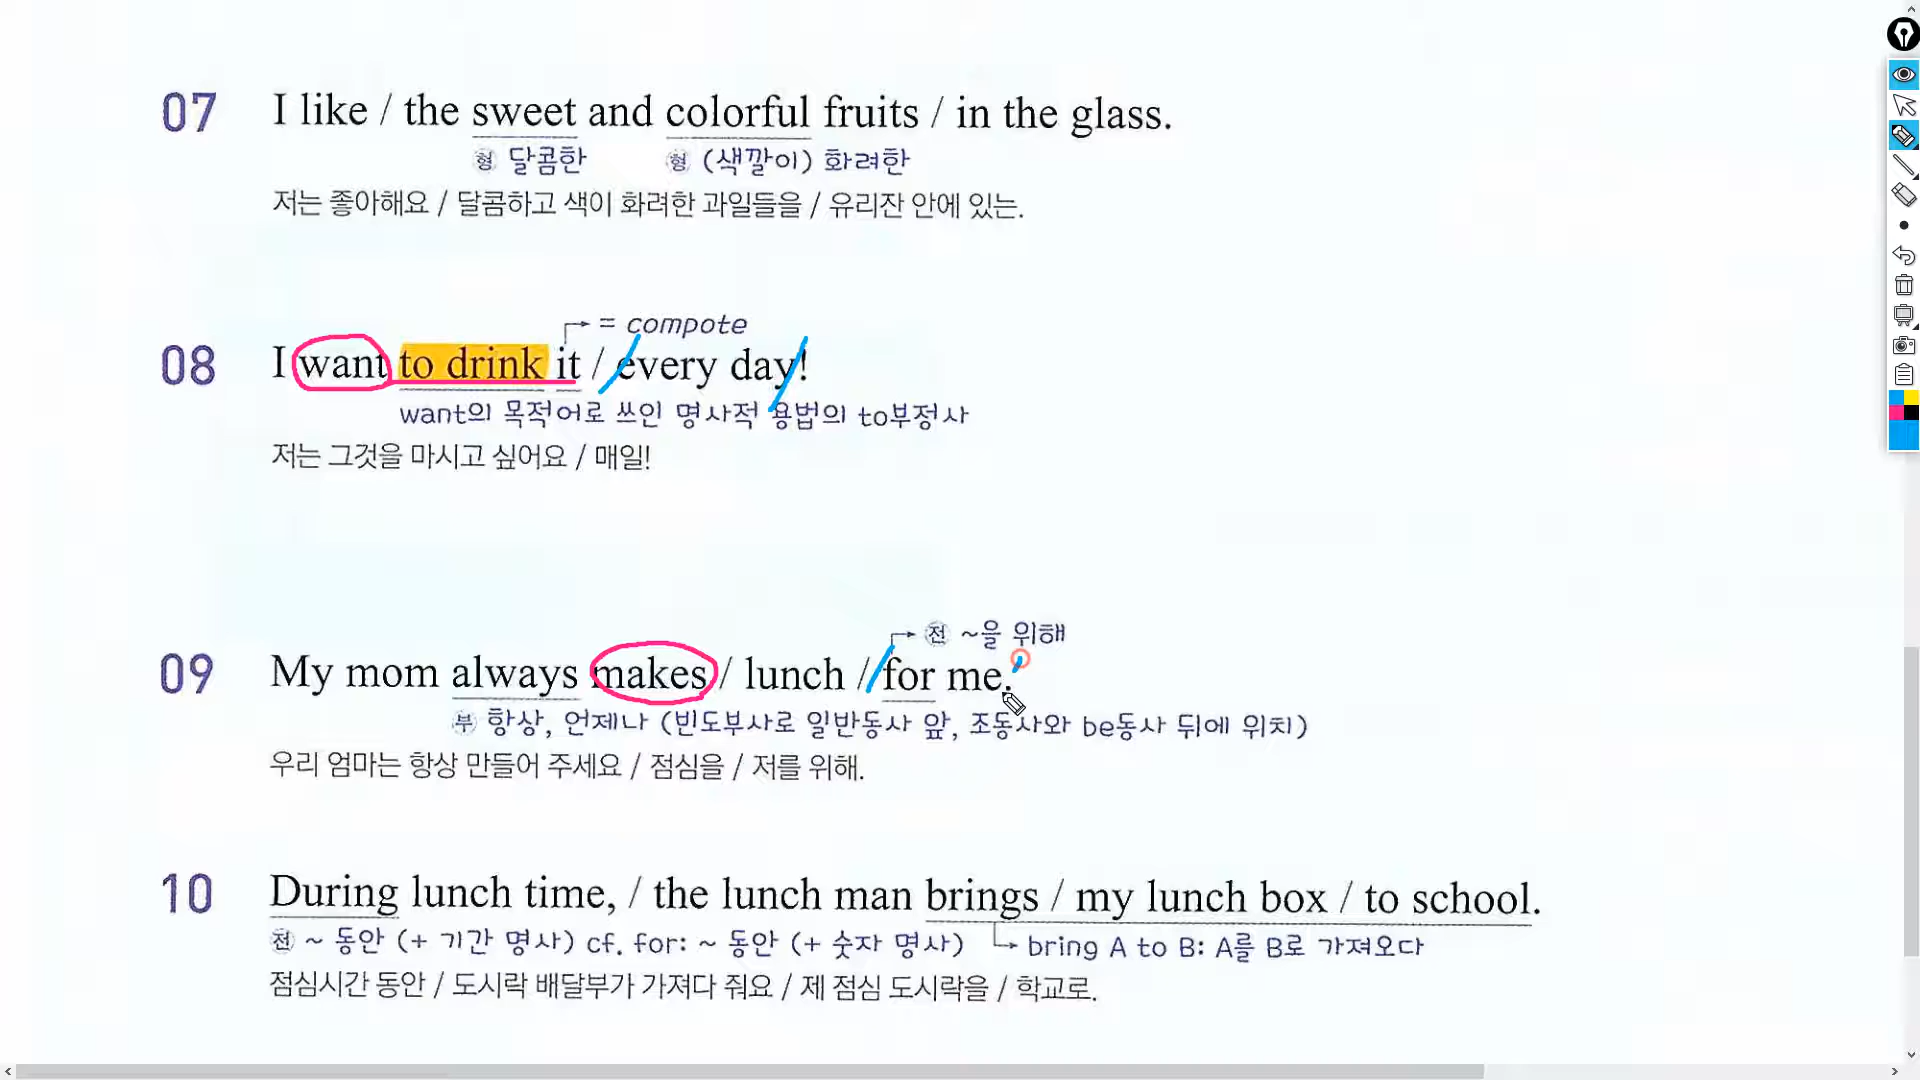 07 I like / the sweet and colorful fruits / in the glass.
형 달콤한 형 (색깔이) 화려한
저는 좋아해요 / 달콤하고 색이 화려한 과일들을 / 유리잔 안에 있는.
= compote
08 I want to drink it / every day!
want의 목적어로 쓰인 명사적 용법의 to부정사
저는 그것을 마시고 싶어요 / 매일!
전 ~을 위해
09 My mom always makes / lunch / for me.
부 항상, 언제나 (빈도부사로 일반동사 앞, 조동사와 be동사 뒤에 위치)
우리 엄마는 항상 만들어 주세요 / 점심을 / 저를 위해.
10 During lunch time, / the lunch man brings / my lunch box / to school.
전 ~ 동안 (+ 기간 명사) cf. for: ~ 동안 (+ 숫자 명사) bring A to B: A를 B로 가져오다
점심시간 동안 / 도시락 배달부가 가져다 줘요 / 제 점심 도시락을 / 학교로.